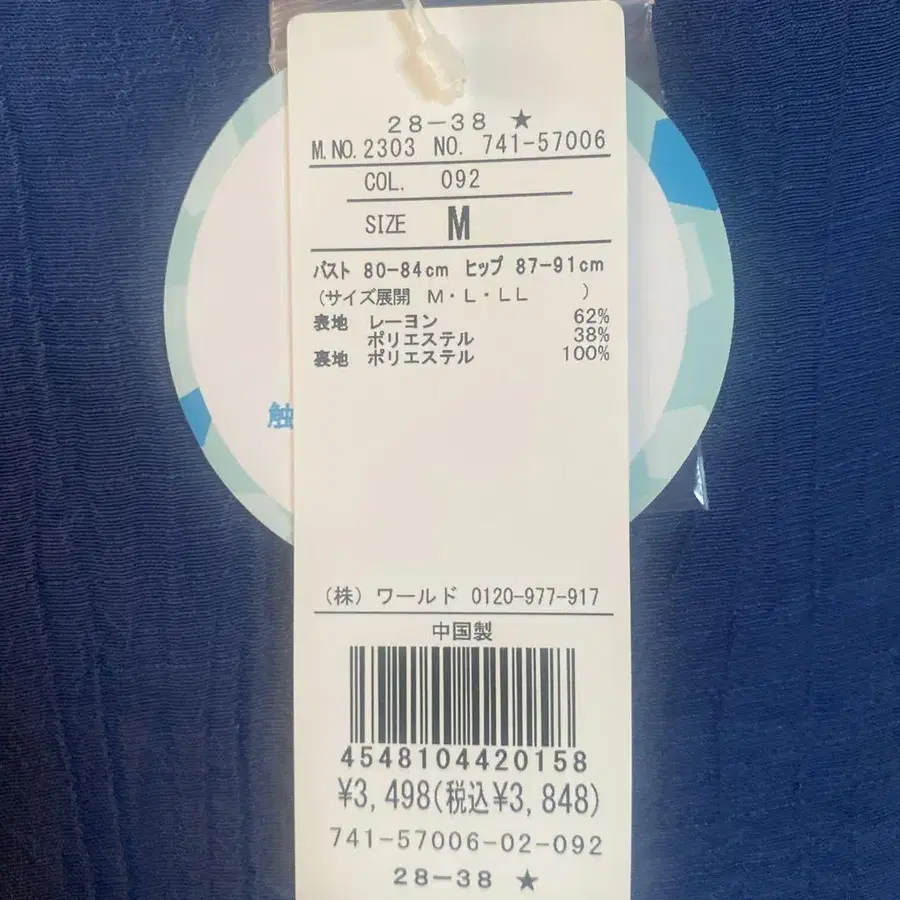 28-38 ★
M.NO.2303 NO. 741-57006
COL. 092
SIZE M
バスト 80-84cm ヒップ 87-91cm
(サイズ展開 M・L・LL )
表地 レーヨン 62%
ポリエステル 38%
裏地 ポリエステル 100%
触
(株) ワールド 0120-977-917
中国製
4548104420158
¥3,498(税込¥3,848)
741-57006-02-092
28-38 ★